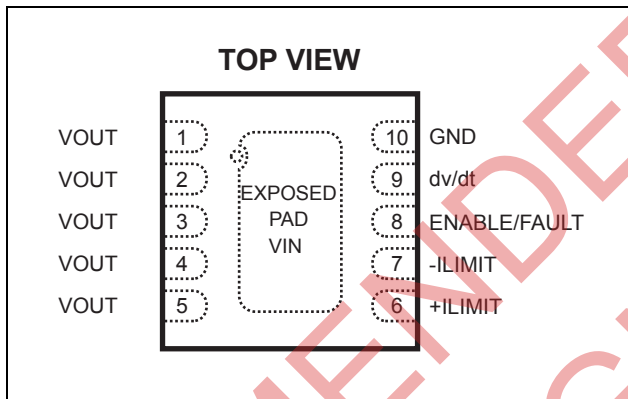 TOP VIEW
VOUT 1 10 GND
VOUT 2 9 dv/dt
VOUT 3 EXPOSED PAD VIN 8 ENABLE/FAULT
VOUT 4 7 -ILIMIT
VOUT 5 6 +ILIMIT
MENDE